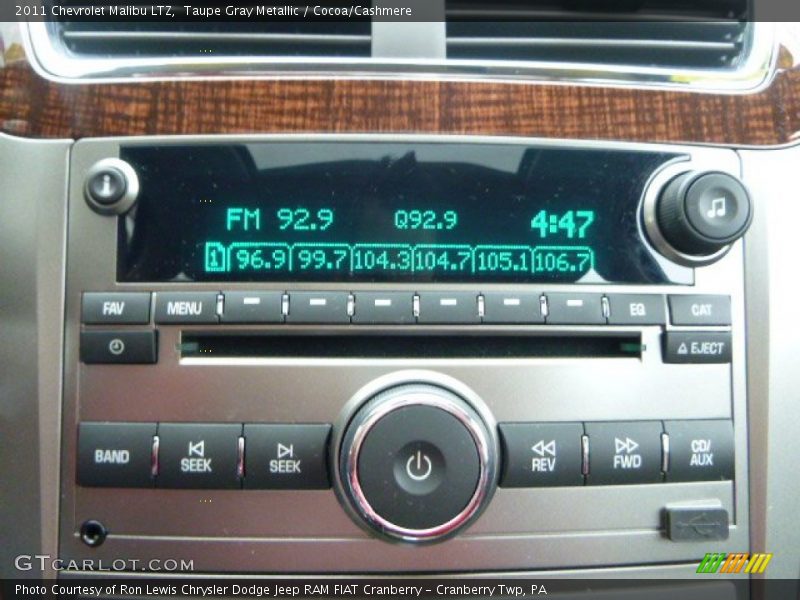 2011 Chevrolet Malibu LTZ,  Taupe Gray Metallic / Cocoa/Cashmere
i
FM 92.9 Q92.9 4:47
1 96.9 99.7 104.3 104.7 105.1 106.7
FAV MENU EQ CAT
EJECT
BAND SEEK SEEK REV FWD CD/AUX
GTCARLOT.COM
Photo Courtesy of Ron Lewis Chrysler Dodge Jeep RAM FIAT Cranberry – Cranberry Twp, PA